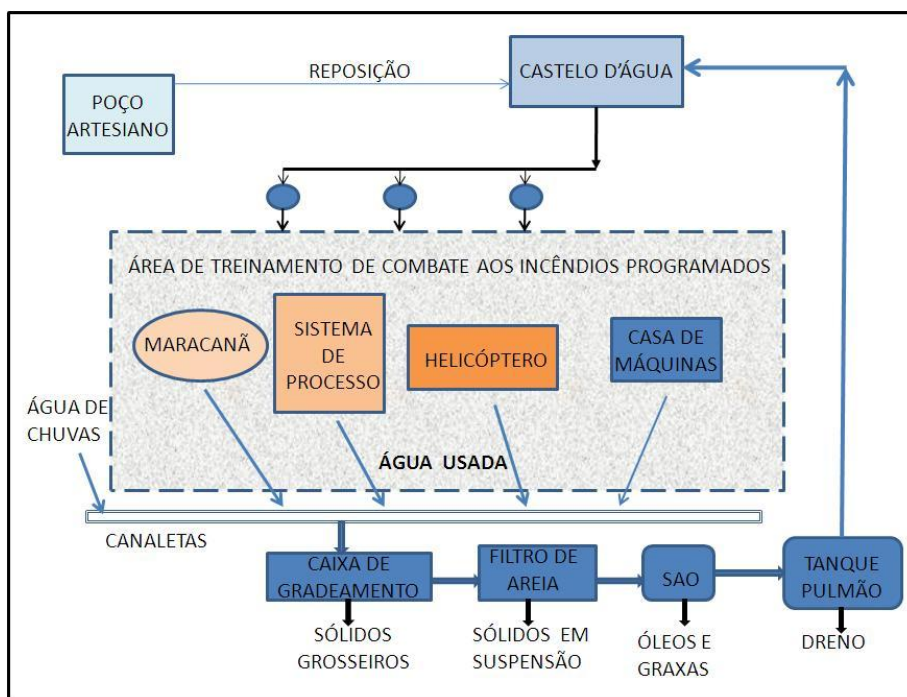 REPOSIÇÃO
CASTELO D'ÁGUA
POÇO
ARTESIANO
ÁREA DE TREINAMENTO DE COMBATE AOS INCÊNDIOS PROGRAMADOS
MARACANÃ
SISTEMA
DE
PROCESSO
HELICÓPTERO
CASA DE
MÁQUINAS
ÁGUA DE
CHUVAS
ÁGUA USADA
CANALETAS
CAIXA DE
GRADEAMENTO
FILTRO DE
AREIA
SAO
TANQUE
PULMÃO
SÓLIDOS
GROSSEIROS
SÓLIDOS EM
SUSPENSÃO
ÓLEOS E
GRAXAS
DRENO